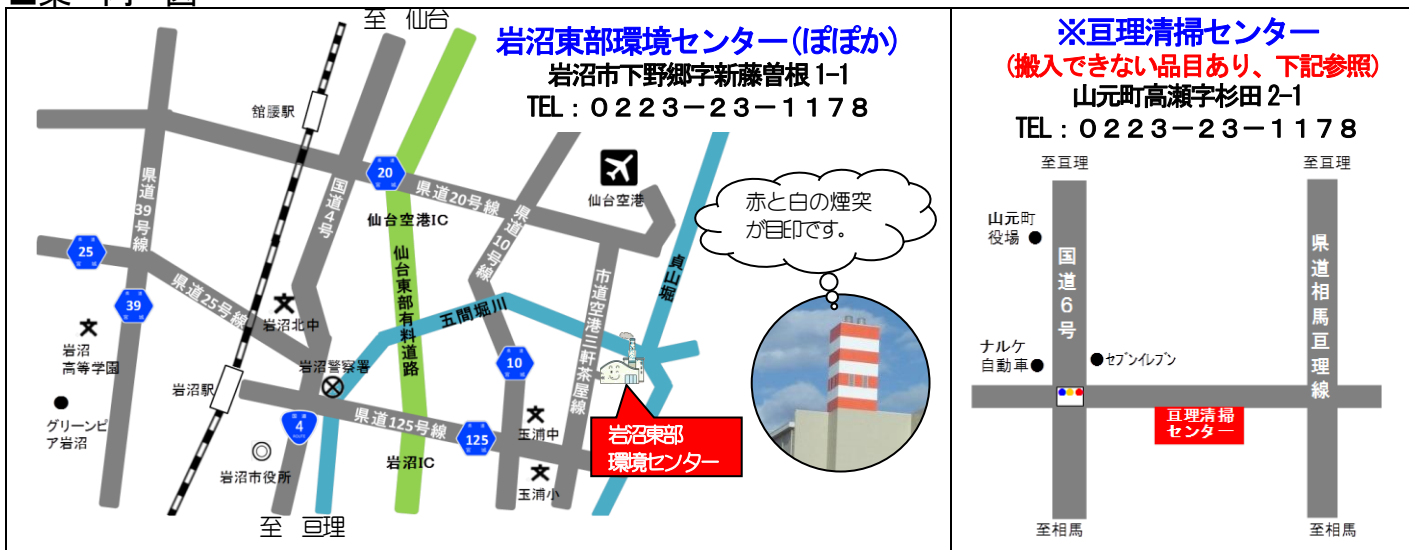 ■案　内　図
至　仙台
岩沼東部環境センター(ぽぽか)
岩沼市下野郷字新藤曽根 1-1
TEL：０２２３－２３－１１７８
館腰駅
県道39号線
国道4号
20
県道20号線
仙台空港IC
県道10号線
仙台空港
赤と白の煙突
が目印です。
25
39
県道25号線
岩沼北中
仙台東部有料道路
五間堀川
市道空港三軒茶屋線
貞山堀
岩沼
高等学園
岩沼警察署
岩沼駅
10
グリーンピ
ア岩沼
4
県道125号線
125
玉浦中
岩沼東部
環境センター
岩沼市役所
岩沼IC
玉浦小
至　亘理
※亘理清掃センター
(搬入できない品目あり、下記参照)
山元町高瀬字杉田 2-1
TEL：０２２３－２３－１１７８
至亘理
至亘理
山元町
役場
国道6号
県道相馬亘理線
ナルケ
自動車
セブンイレブン
亘理清掃
センター
至相馬
至相馬